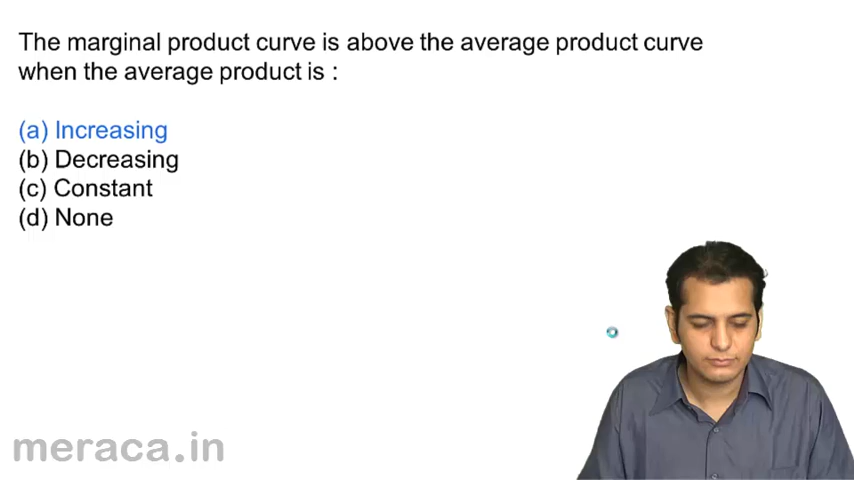 The marginal product curve is above the average product curve
when the average product is :
(a) Increasing
(b) Decreasing
(c) Constant
(d) None
meraca.in